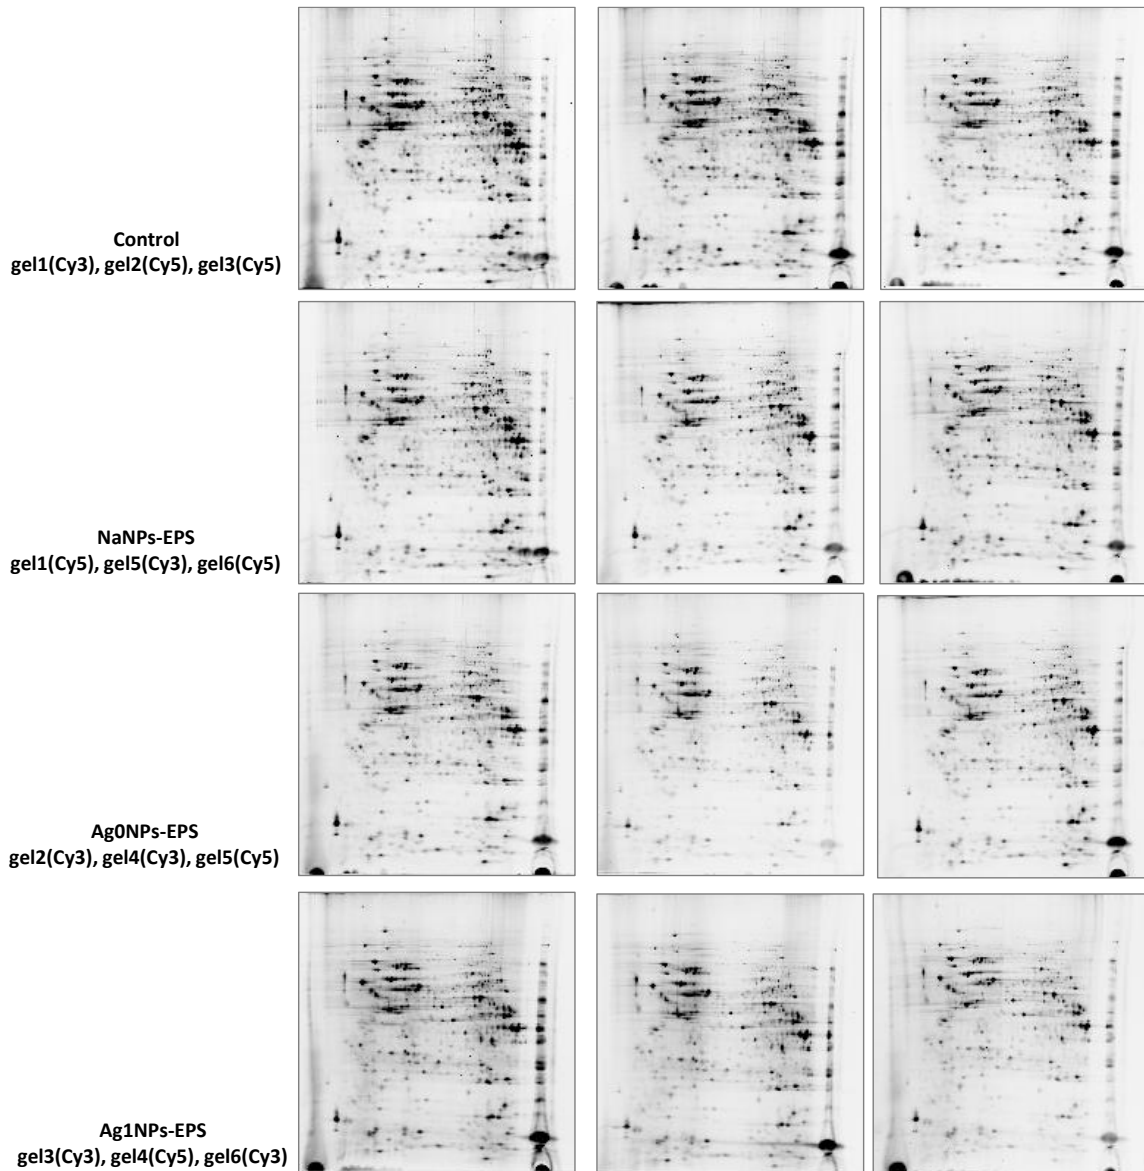 Control
gel1(Cy3), gel2(Cy5), gel3(Cy5)
NaNPs-EPS
gel1(Cy5), gel5(Cy3), gel6(Cy5)
Ag0NPs-EPS
gel2(Cy3), gel4(Cy3), gel5(Cy5)
Ag1NPs-EPS
gel3(Cy3), gel4(Cy5), gel6(Cy3)